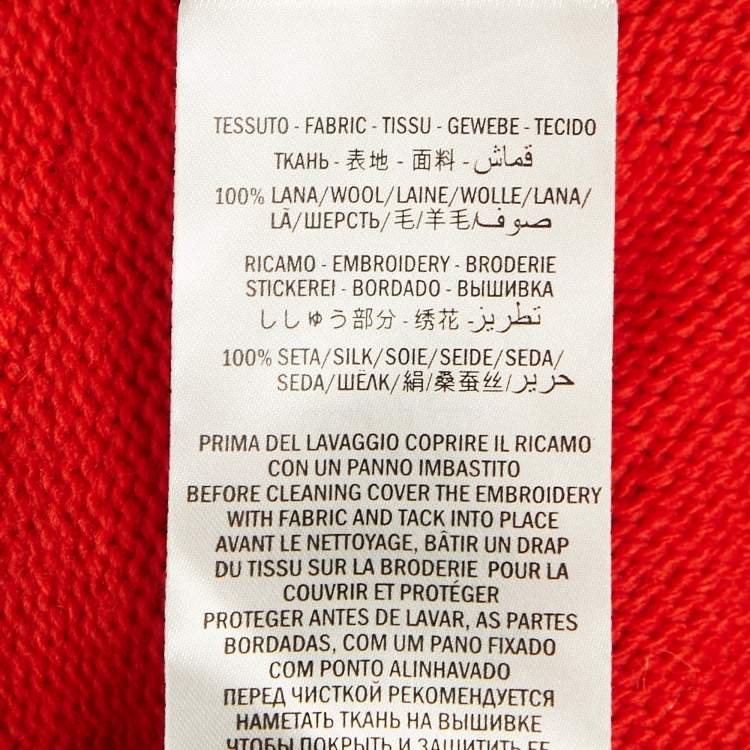 TESSUTO - FABRIC - TISSU - GEWEBE - TECIDO
ТКАНЬ - 表地 - 面料 - قماش
100% LANA/WOOL/LAINE/WOLLE/LANA/
LÃ/ШЕРСТЬ/毛/羊毛/صوف
RICAMO - EMBROIDERY - BRODERIE
STICKEREI - BORDADO - ВЫШИВКА
ししゅう部分 - 绣花 - تطريز
100% SETA/SILK/SOIE/SEIDE/SEDA/
SEDA/ШЁЛК/絹/桑蚕丝/حرير
PRIMA DEL LAVAGGIO COPRIRE IL RICAMO
CON UN PANNO IMBASTITO
BEFORE CLEANING COVER THE EMBROIDERY
WITH FABRIC AND TACK INTO PLACE
AVANT LE NETTOYAGE, BÂTIR UN DRAP
DU TISSU SUR LA BRODERIE POUR LA
COUVRIR ET PROTÉGER
PROTEGER ANTES DE LAVAR, AS PARTES
BORDADAS, COM UM PANO FIXADO
COM PONTO ALINHAVADO
ПЕРЕД ЧИСТКОЙ РЕКОМЕНДУЕТСЯ
НАМЕТАТЬ ТКАНЬ НА ВЫШИВКЕ
ЧТОБЫ ПОКРЫТЬ И ЗАЩИТИТЬ ЕЕ